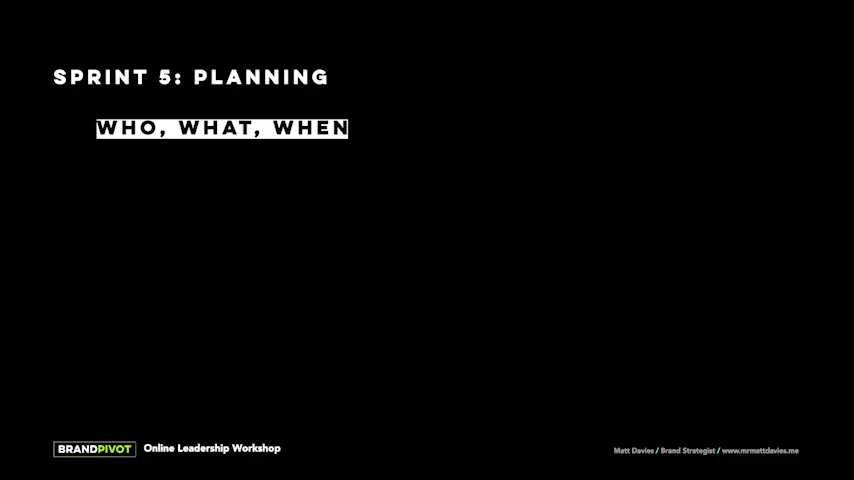 SPRINT 5: PLANNING
WHO, WHAT, WHEN
BRANDPIVOT Online Leadership Workshop
Matt Davies / Brand Strategist / www.mrmattdavies.me